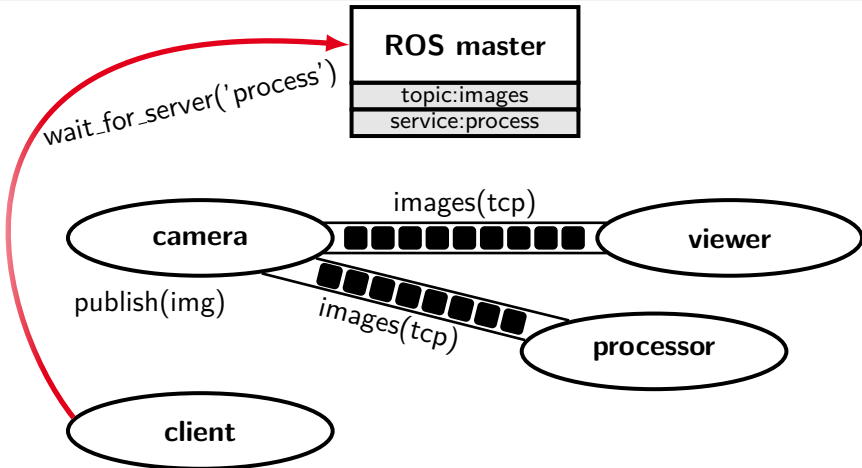 ROS master
topic:images
service:process
wait_for_server('process')
images(tcp)
camera
viewer
publish(img)
images(tcp)
processor
client